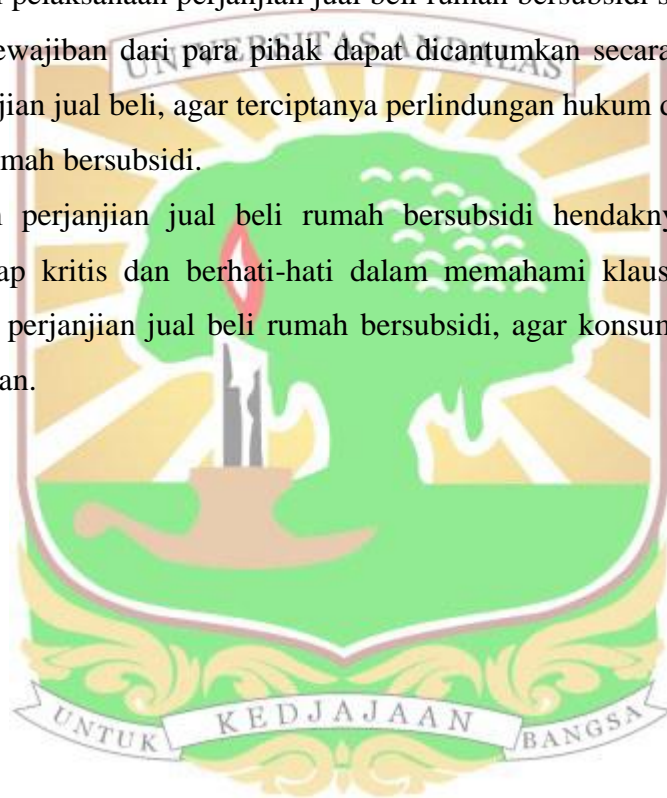 pelaksanaan perjanjian jual beli rumah bersubsidi
ewajiban dari para pihak dapat dicantumkan secara
UNIVERSITAS ANDALAS
jian jual beli, agar terciptanya perlindungan hukum
mah bersubsidi.
perjanjian jual beli rumah bersubsidi hendakny
ap kritis dan berhati-hati dalam memahami klaus
perjanjian jual beli rumah bersubsidi, agar konsum
an.
UNTUK KEDJAJAAN BANGSA